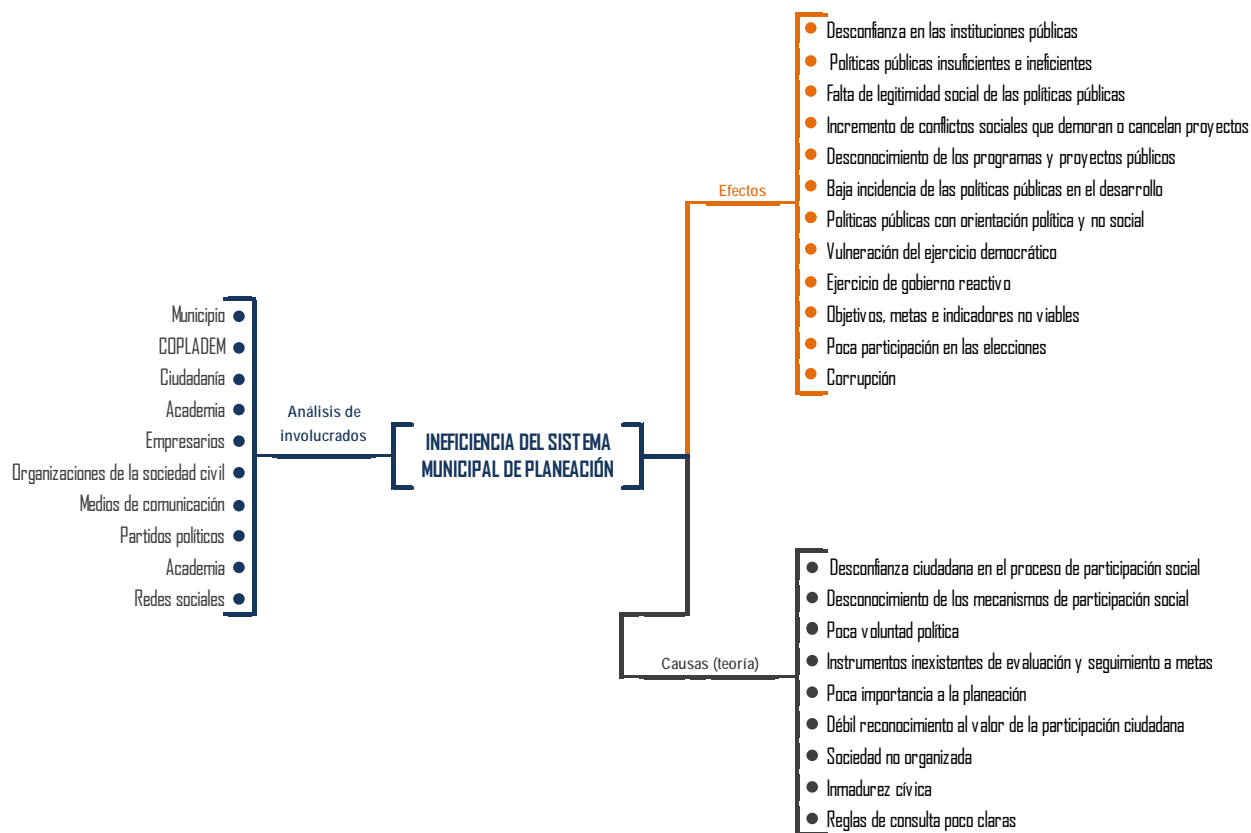 Desconfianza en las instituciones públicas
Políticas públicas insuficientes e ineficientes
Falta de legitimidad social de las políticas públicas
Incremento de conflictos sociales que demoran o cancelan proyectos
Desconocimiento de los programas y proyectos públicos
Efectos
Baja incidencia de las políticas públicas en el desarrollo
Políticas públicas con orientación política y no social
Vulneración del ejercicio democrático
Ejercicio de gobierno reactivo
Objetivos, metas e indicadores no viables
Poca participación en las elecciones
Corrupción
Municipio
COPLADEM
Ciudadanía
Academia
Empresarios
Organizaciones de la sociedad civil
Medios de comunicación
Partidos políticos
Academia
Redes sociales
Análisis de
involucrados
INEFICIENCIA DEL SISTEMA
MUNICIPAL DE PLANEACIÓN
Causas (teoría)
Desconfianza ciudadana en el proceso de participación social
Desconocimiento de los mecanismos de participación social
Poca voluntad política
Instrumentos inexistentes de evaluación y seguimiento a metas
Poca importancia a la planeación
Débil reconocimiento al valor de la participación ciudadana
Sociedad no organizada
Inmadurez cívica
Reglas de consulta poco claras